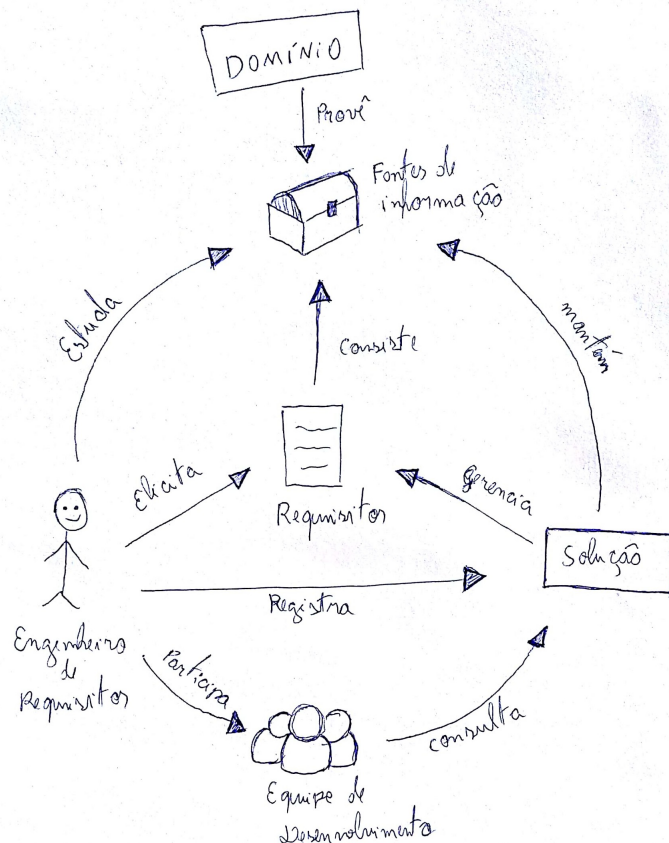 DOMÍNIO
Provê
Fontes de
informação
Estuda
mantém
Consiste
Elicita
gerencia
Requisitos
Solução
Registra
Engenheiro
de
Requisitos
Participa
consulta
Equipe de
Desenvolvimento